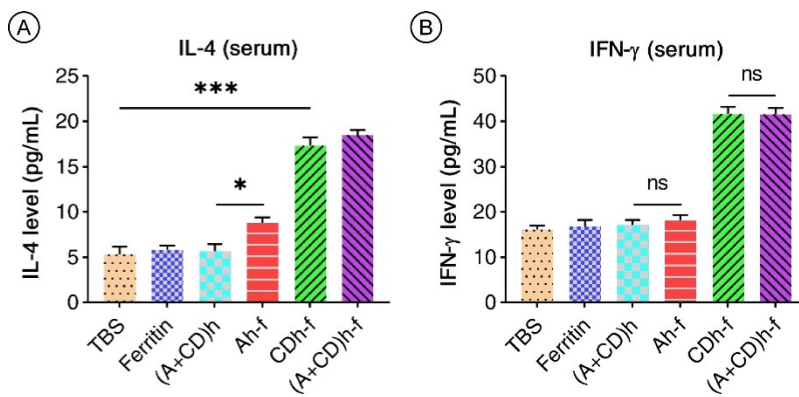 A
IL-4 (serum)
IL-4 level (pg/mL)
25
20
15
10
5
0
***
*
TBS
Ferritin
(A+CD)h
Ah-f
CDh-f
(A+CD)h-f
B
IFN-γ (serum)
IFN-γ level (pg/mL)
50
40
30
20
10
0
ns
ns
TBS
Ferritin
(A+CD)h
Ah-f
CDh-f
(A+CD)h-f